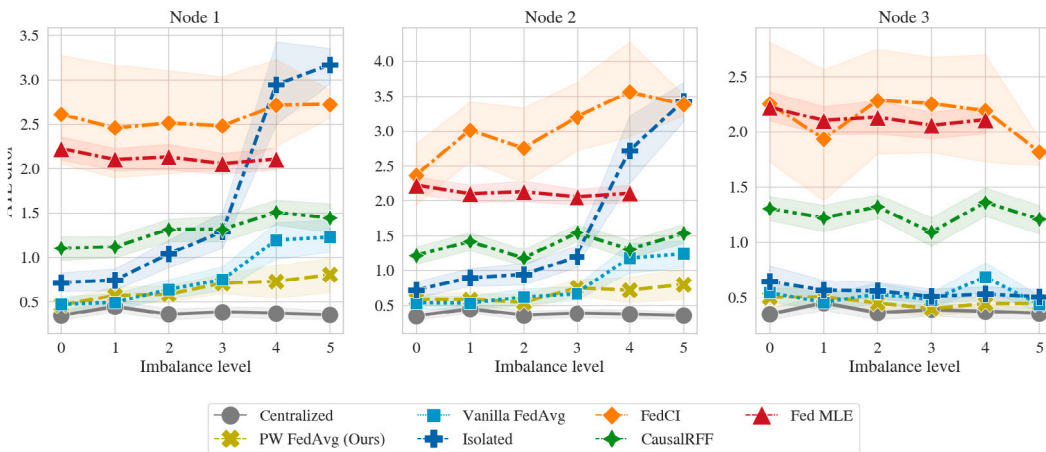 Node 1
Node 2
Node 3
3.5
3.0
2.5
2.0
1.5
1.0
0.5
4.0
3.5
3.0
2.5
2.0
1.5
1.0
0.5
2.5
2.0
1.5
1.0
0.5
0 1 2 3 4 5
0 1 2 3 4 5
0 1 2 3 4 5
Imbalance level
Imbalance level
Imbalance level
Centralized
Vanilla FedAvg
FedCI
Fed MLE
PW FedAvg (Ours)
Isolated
CausalRFF